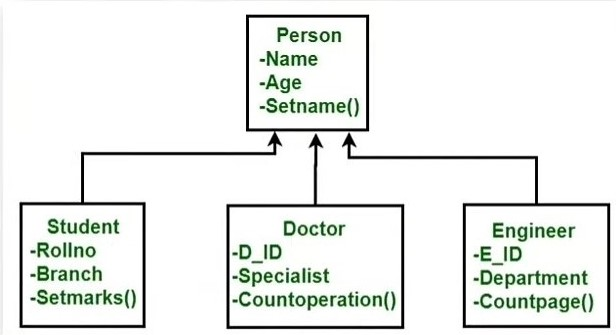 Person
-Name
-Age
-Setname()
Student
-Rollno
-Branch
-Setmarks()
Doctor
-D_ID
-Specialist
-Countoperation()
Engineer
-E_ID
-Department
-Countpage()